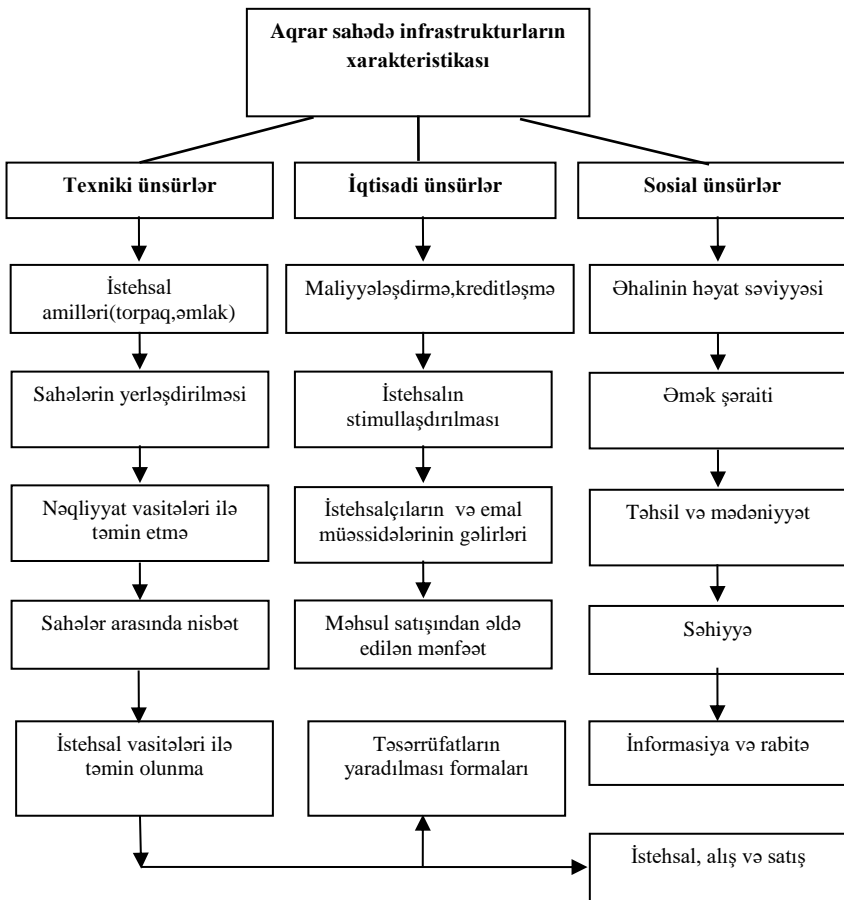 Aqrar sahədə infrastrukturların
xarakteristikası
Texniki ünsürlər
İqtisadi ünsürlər
Sosial ünsürlər
İstehsal
amilləri(torpaq,əmlak)
Maliyyələşdirmə,kreditləşmə
Əhalinin həyat səviyyəsi
Sahələrin yerləşdirilməsi
İstehsalın
stimullaşdırılması
Əmək şəraiti
Nəqliyyat vasitələri ilə
təmin etmə
İstehsalçıların və emal
müəssidələrinin gəlirləri
Təhsil və mədəniyyət
Sahələr arasında nisbət
Məhsul satışından əldə
edilən mənfəət
Səhiyyə
İstehsal vasitələri ilə
təmin olunma
Təsərrüfatların
yaradılması formaları
İnformasiya və rabitə
İstehsal, alış və satış